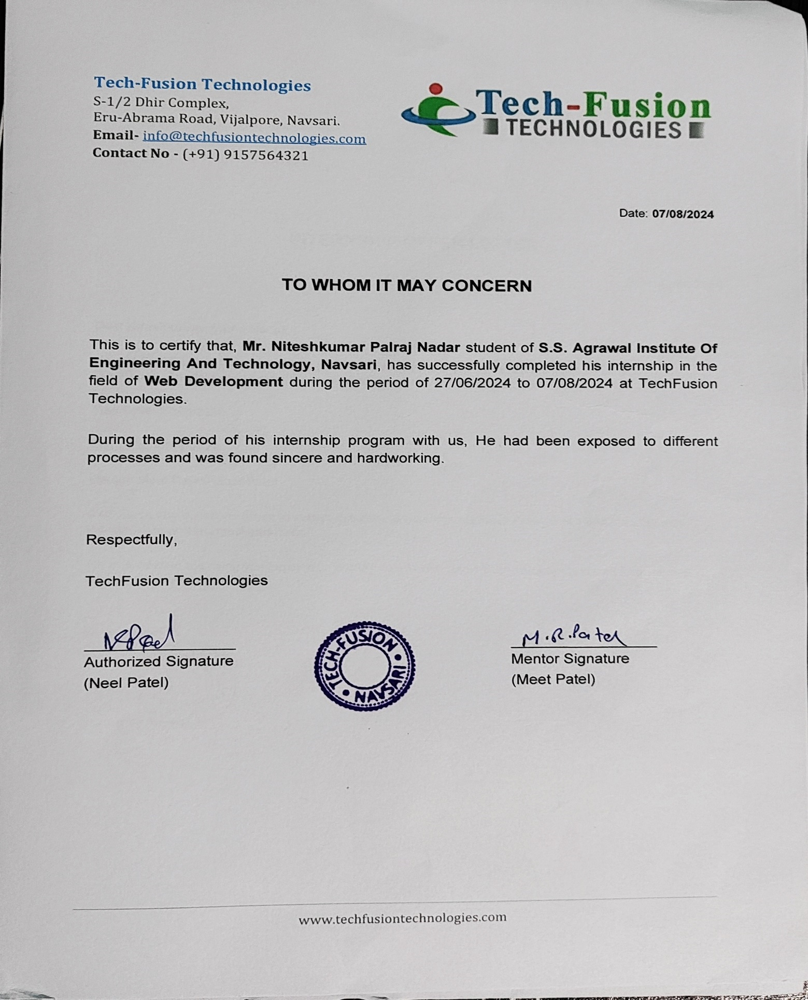 Tech-Fusion Technologies
S-1/2 Dhir Complex,
Eru-Abrama Road, Vijalpore, Navsari.
Email- info@techfusiontechnologies.com
Contact No - (+91) 9157564321
Tech-Fusion
TECHNOLOGIES
Date: 07/08/2024
TO WHOM IT MAY CONCERN
This is to certify that, Mr. Niteshkumar Palraj Nadar student of S.S. Agrawal Institute Of
Engineering And Technology, Navsari, has successfully completed his internship in the
field of Web Development during the period of 27/06/2024 to 07/08/2024 at TechFusion
Technologies.
During the period of his internship program with us, He had been exposed to different
processes and was found sincere and hardworking.
Respectfully,
TechFusion Technologies
Authorized Signature
(Neel Patel)
TECH-FUSION
• NAVSARI •
M.R.Patel
Mentor Signature
(Meet Patel)
www.techfusiontechnologies.com